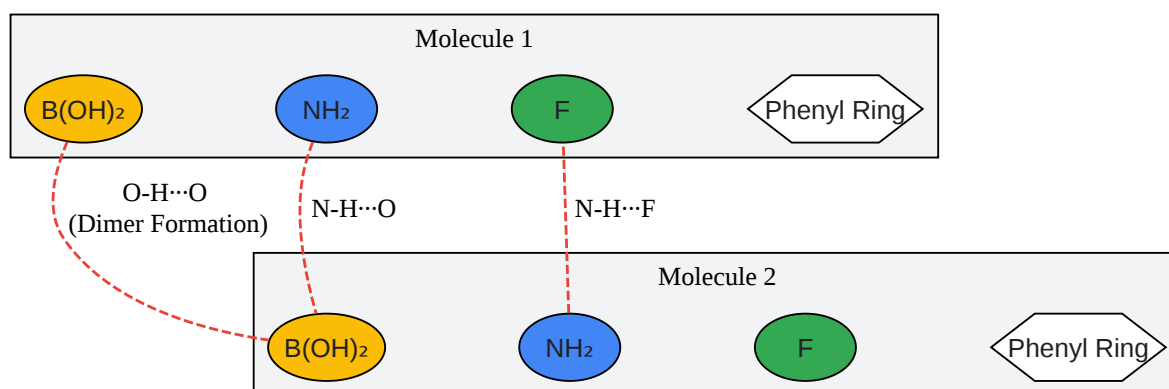 Molecule 1
B(OH)₂
NH₂
F
Phenyl Ring
O-H···O
(Dimer Formation)
N-H···O
N-H···F
Molecule 2
B(OH)₂
NH₂
F
Phenyl Ring